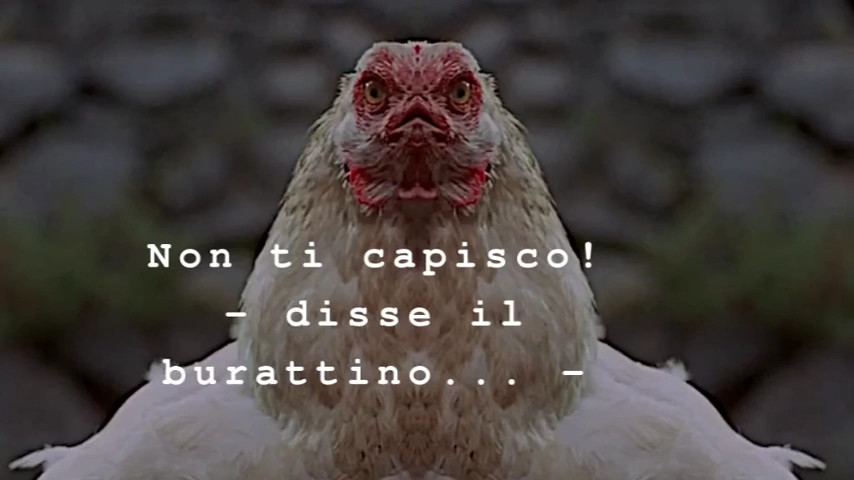 Non ti capisco!
- disse il
burattino... -